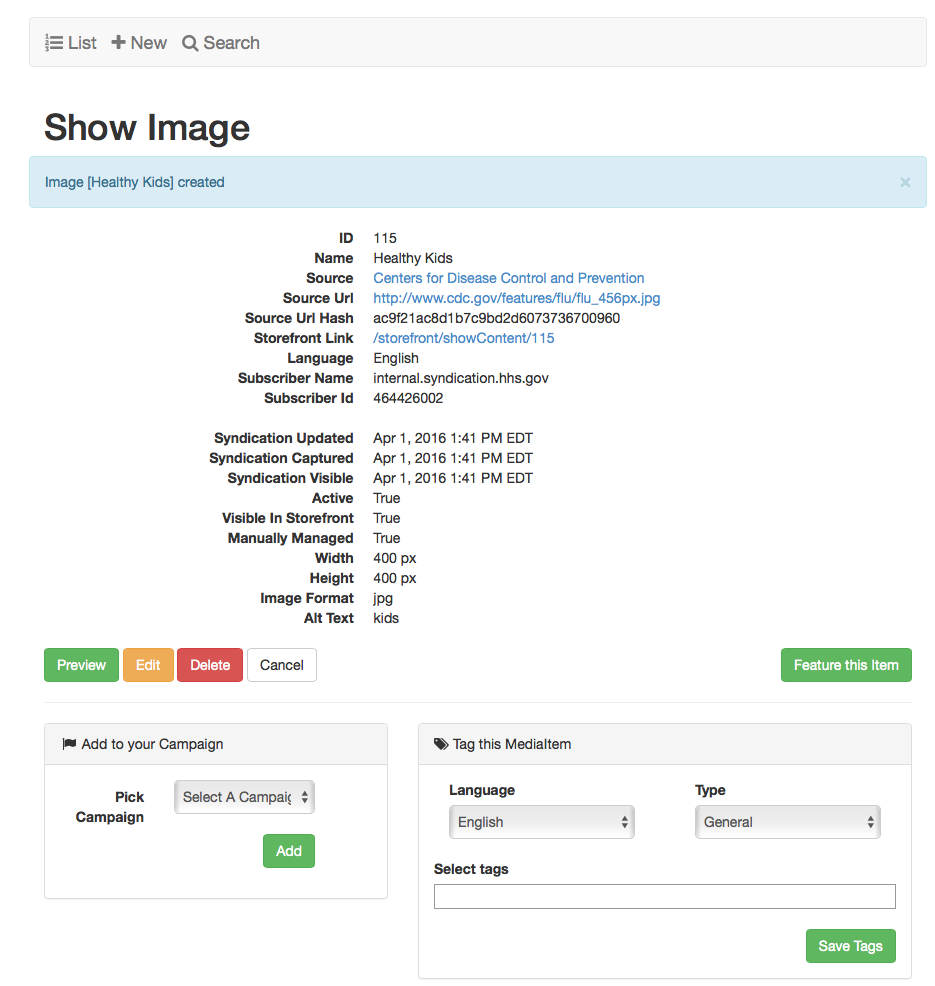 List New Search
Show Image
Image [Healthy Kids] created ×
ID 115
Name Healthy Kids
Source Centers for Disease Control and Prevention
Source Url http://www.cdc.gov/features/flu/flu_456px.jpg
Source Url Hash ac9f21ac8d1b7c9bd2d6073736700960
Storefront Link /storefront/showContent/115
Language English
Subscriber Name internal.syndication.hhs.gov
Subscriber Id 464426002
Syndication Updated Apr 1, 2016 1:41 PM EDT
Syndication Captured Apr 1, 2016 1:41 PM EDT
Syndication Visible Apr 1, 2016 1:41 PM EDT
Active True
Visible In Storefront True
Manually Managed True
Width 400 px
Height 400 px
Image Format jpg
Alt Text kids
Preview Edit Delete Cancel Feature this Item
Add to your Campaign
Pick Campaign Select A Campaig
Add
Tag this MediaItem
Language Type
English General
Select tags
Save Tags